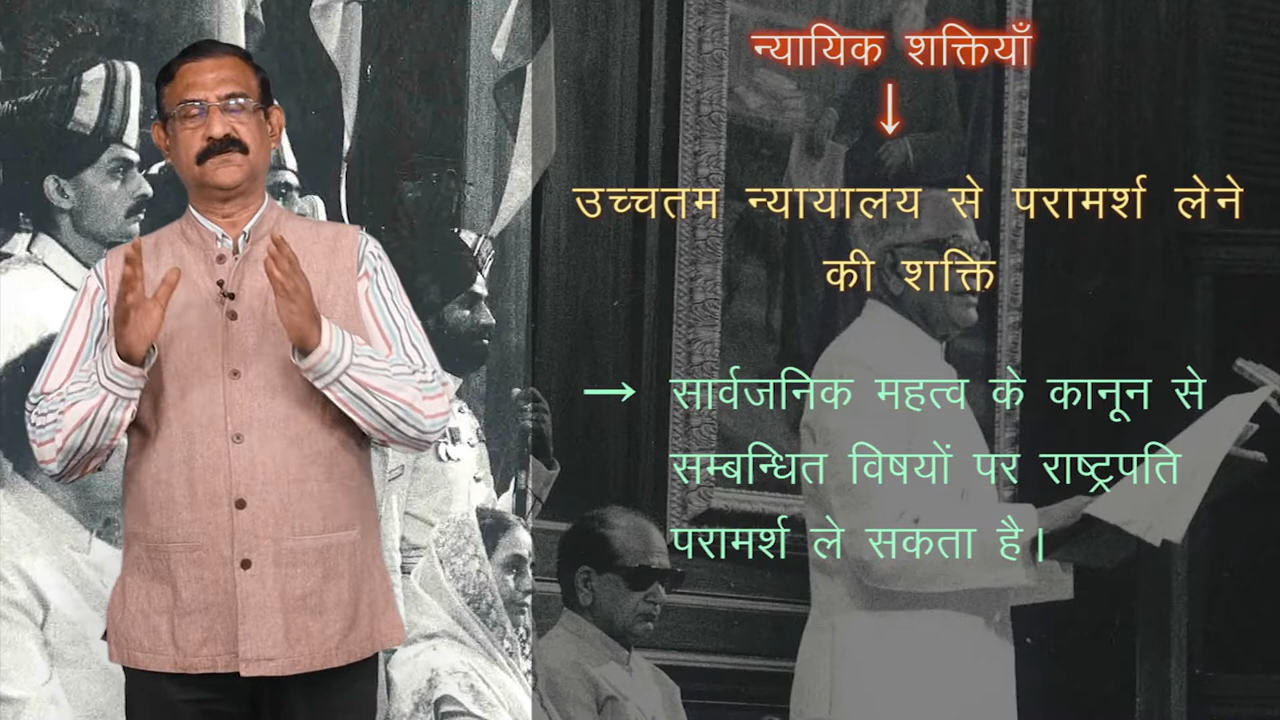 न्यायिक शक्तियाँ
↓
उच्चतम न्यायालय से परामर्श लेने
की शक्ति
→ सार्वजनिक महत्व के कानून से
सम्बन्धित विषयों पर राष्ट्रपति
परामर्श ले सकता है।